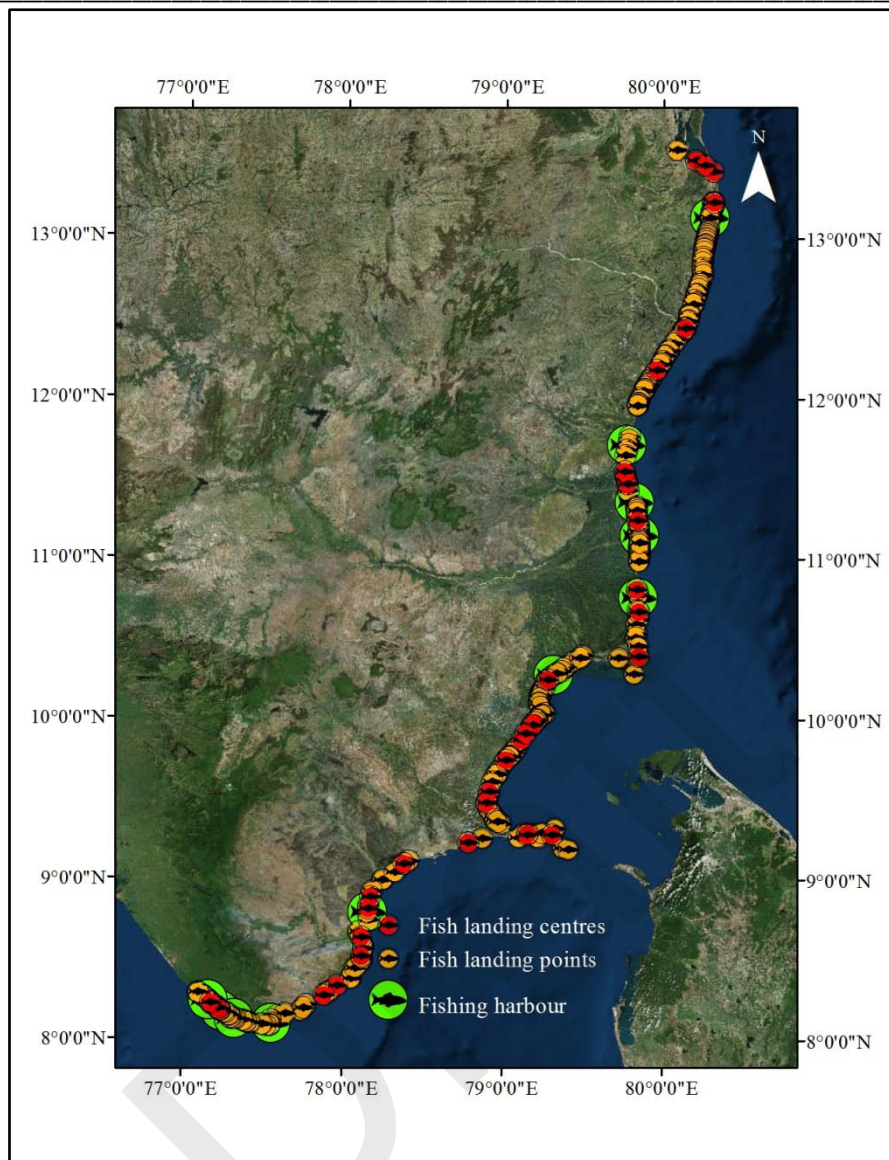 77°0'0"E 78°0'0"E 79°0'0"E 80°0'0"E
N
13°0'0"N 13°0'0"N
12°0'0"N 12°0'0"N
11°0'0"N 11°0'0"N
10°0'0"N 10°0'0"N
9°0'0"N 9°0'0"N
Fish landing centres
Fish landing points
Fishing harbour
8°0'0"N 8°0'0"N
77°0'0"E 78°0'0"E 79°0'0"E 80°0'0"E